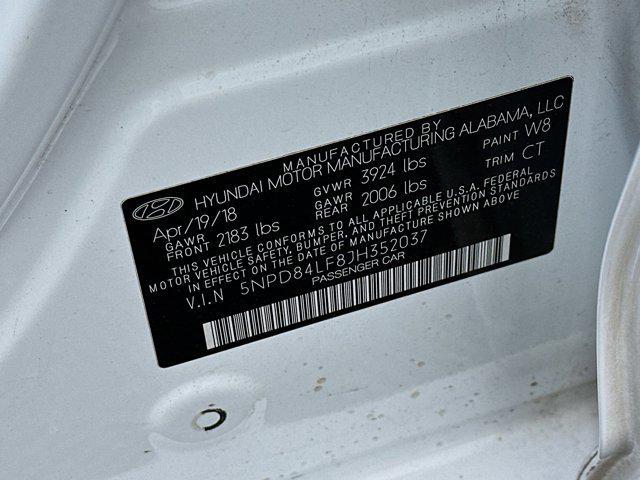 MANUFACTURED BY
HYUNDAI MOTOR MANUFACTURING ALABAMA, LLC
Apr/19/18 GVWR 3924 lbs PAINT W8
GAWR FRONT 2183 lbs GAWR REAR 2006 lbs TRIM CT
THIS VEHICLE CONFORMS TO ALL APPLICABLE U.S.A. FEDERAL
MOTOR VEHICLE SAFETY, BUMPER, AND THEFT PREVENTION STANDARDS
IN EFFECT ON THE DATE OF MANUFACTURE SHOWN ABOVE
V.I.N 5NPD84LF8JH352037
PASSENGER CAR